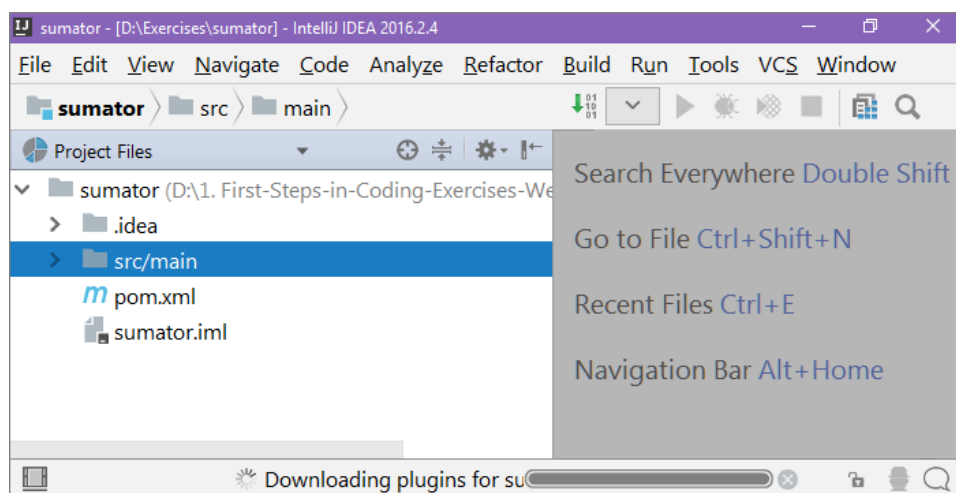 sumator - [D:\Exercises\sumator] - IntelliJ IDEA 2016.2.4
File Edit View Navigate Code Analyze Refactor Build Run Tools VCS Window
sumator src main
Project Files
sumator (D:\1. First-Steps-in-Coding-Exercises-We
.idea
src/main
pom.xml
sumator.iml
Search Everywhere Double Shift
Go to File Ctrl+Shift+N
Recent Files Ctrl+E
Navigation Bar Alt+Home
Downloading plugins for su